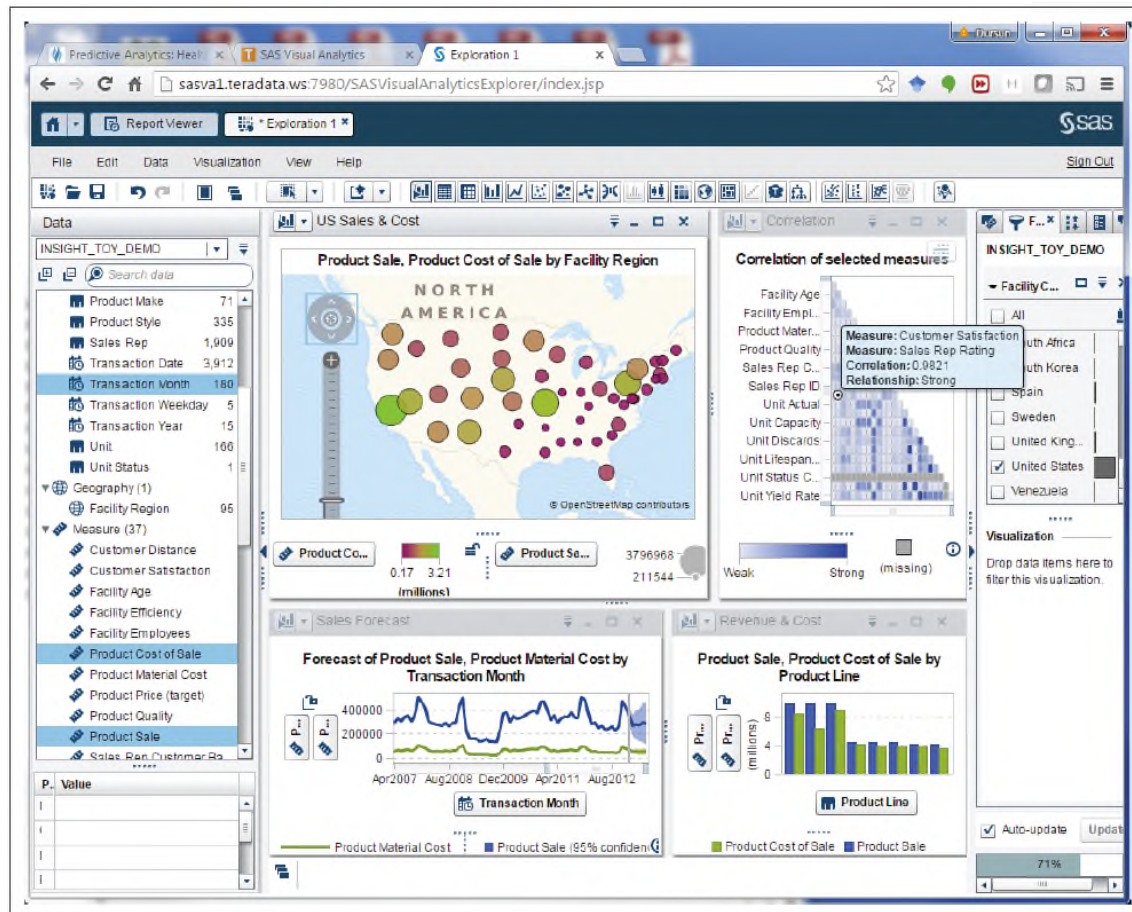 Predictive Analytics: Heal
SAS Visual Analytics
Exploration 1
sasva1.teradata.ws:7980/SASVisualAnalyticsExplorer/index.jsp
Report Viewer
* Exploration 1
sas
File Edit Data Visualization View Help
Sign Out
Data
INSIGHT_TOY_DEMO
Search data
Product Make 71
Product Style 335
Sales Rep 1,909
Transaction Date 3,912
Transaction Month 180
Transaction Weekday 5
Transaction Year 15
Unit 166
Unit Status 1
Geography (1)
Facility Region 95
Measure (37)
Customer Distance
Customer Satisfaction
Facility Age
Facility Efficiency
Facility Employees
Product Cost of Sale
Product Material Cost
Product Price (target)
Product Quality
Product Sale
Sales Rep Customer Ra
P.. Value
US Sales & Cost
Product Sale, Product Cost of Sale by Facility Region
NORTH
AMERICA
© OpenStreetMap contributors
Product Co...
0.17 3.21
(millions)
Product Se...
3796968
211544
Correlation
Correlation of selected measures
Facility Age
Facility Empl...
Product Mater...
Product Quality
Sales Rep C...
Sales Rep ID
Unit Actual
Unit Capacity
Unit Discards
Unit Lifespan...
Unit Status C...
Unit Yield Rate
Measure: Customer Satisfaction
Measure: Sales Rep Rating
Correlation: 0.9821
Relationship: Strong
Weak Strong
(missing)
Sales Forecast
Forecast of Product Sale, Product Material Cost by
Transaction Month
P...
P...
400000
200000
0
Apr2007 Aug2008 Dec2009 Apr2011 Aug2012
Transaction Month
Product Material Cost Product Sale (95% confiden
Revenue & Cost
Product Sale, Product Cost of Sale by
Product Line
Pr...
Pr...
(millions)
8
4
0
Product Line
Product Cost of Sale Product Sale
F...
INSIGHT_TOY_DEMO
Facility C...
All
outh Africa
outh Korea
Spain
Sweden
United King...
United States
Venezuela
Visualization
Drop data items here to
filter this visualization.
Auto-update Updat
71%